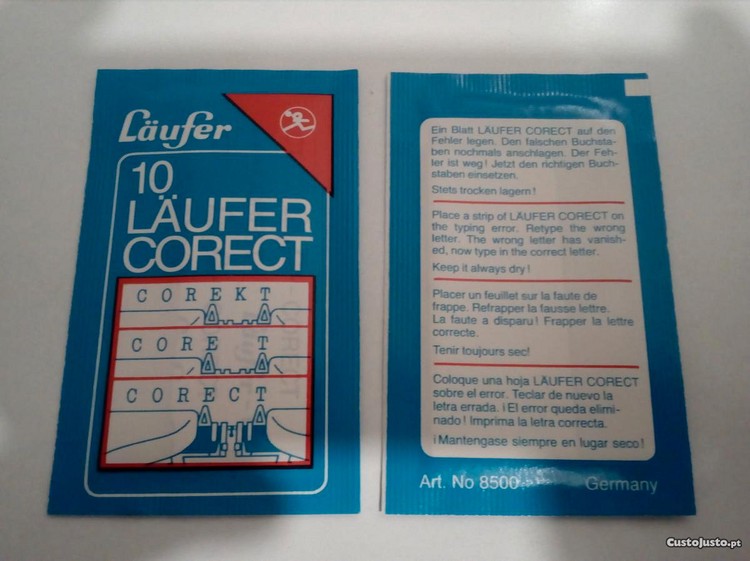 Läufer
10
LÄUFER
CORECT
COREKT
CORE T
CORECT
Ein Blatt LÄUFER CORECT auf den
Fehler legen. Den falschen Buchsta-
ben nochmals anschlagen. Der Feh-
ler ist weg! Jetzt den richtigen Buch-
staben einsetzen.
Stets trocken lagern!
Place a strip of LÄUFER CORECT on
the typing error. Retype the wrong
letter. The wrong letter has vanish-
ed, now type in the correct letter.
Keep it always dry!
Placer un feuillet sur la faute de
frappe. Refrapper la fausse lettre.
La faute a disparu! Frapper la lettre
correcte.
Tenir toujours sec!
Coloque una hoja LÄUFER CORECT
sobre el error. Teclar de nuevo la
letra errada. ¡El error queda elimi-
nado! Imprima la letra correcta.
¡Mantengase siempre en lugar seco!
Art. No 8500
Germany
CustoJusto.pt